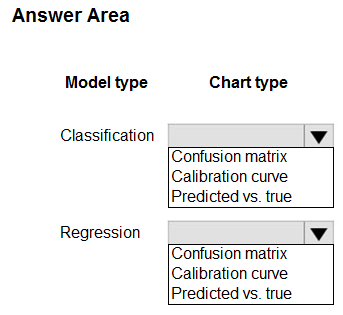 Answer Area
Model type Chart type
Classification
Confusion matrix
Calibration curve
Predicted vs. true
Regression
Confusion matrix
Calibration curve
Predicted vs. true